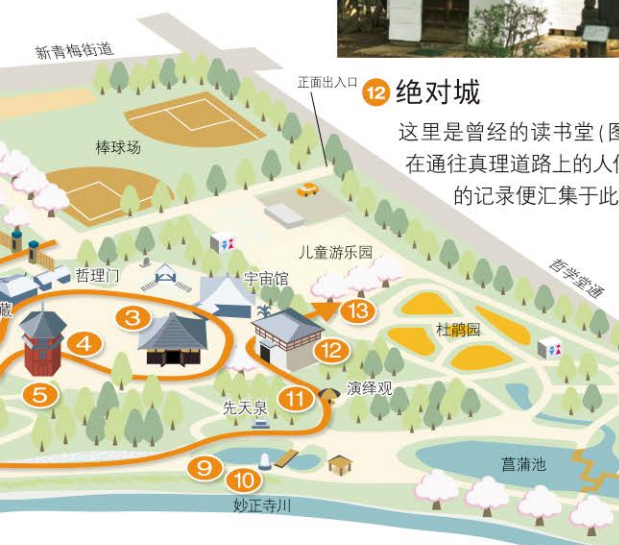 新青梅街道
正面出入口
12 绝对城
这里是曾经的读书堂(图
在通往真理道路上的人
的记录便汇集于此
棒球场
儿童游乐园
哲学堂通
哲理门
宇宙馆
藏
3
13
4
12
杜鹃园
5
11
演绎观
先天泉
9
10
菖蒲池
妙正寺川